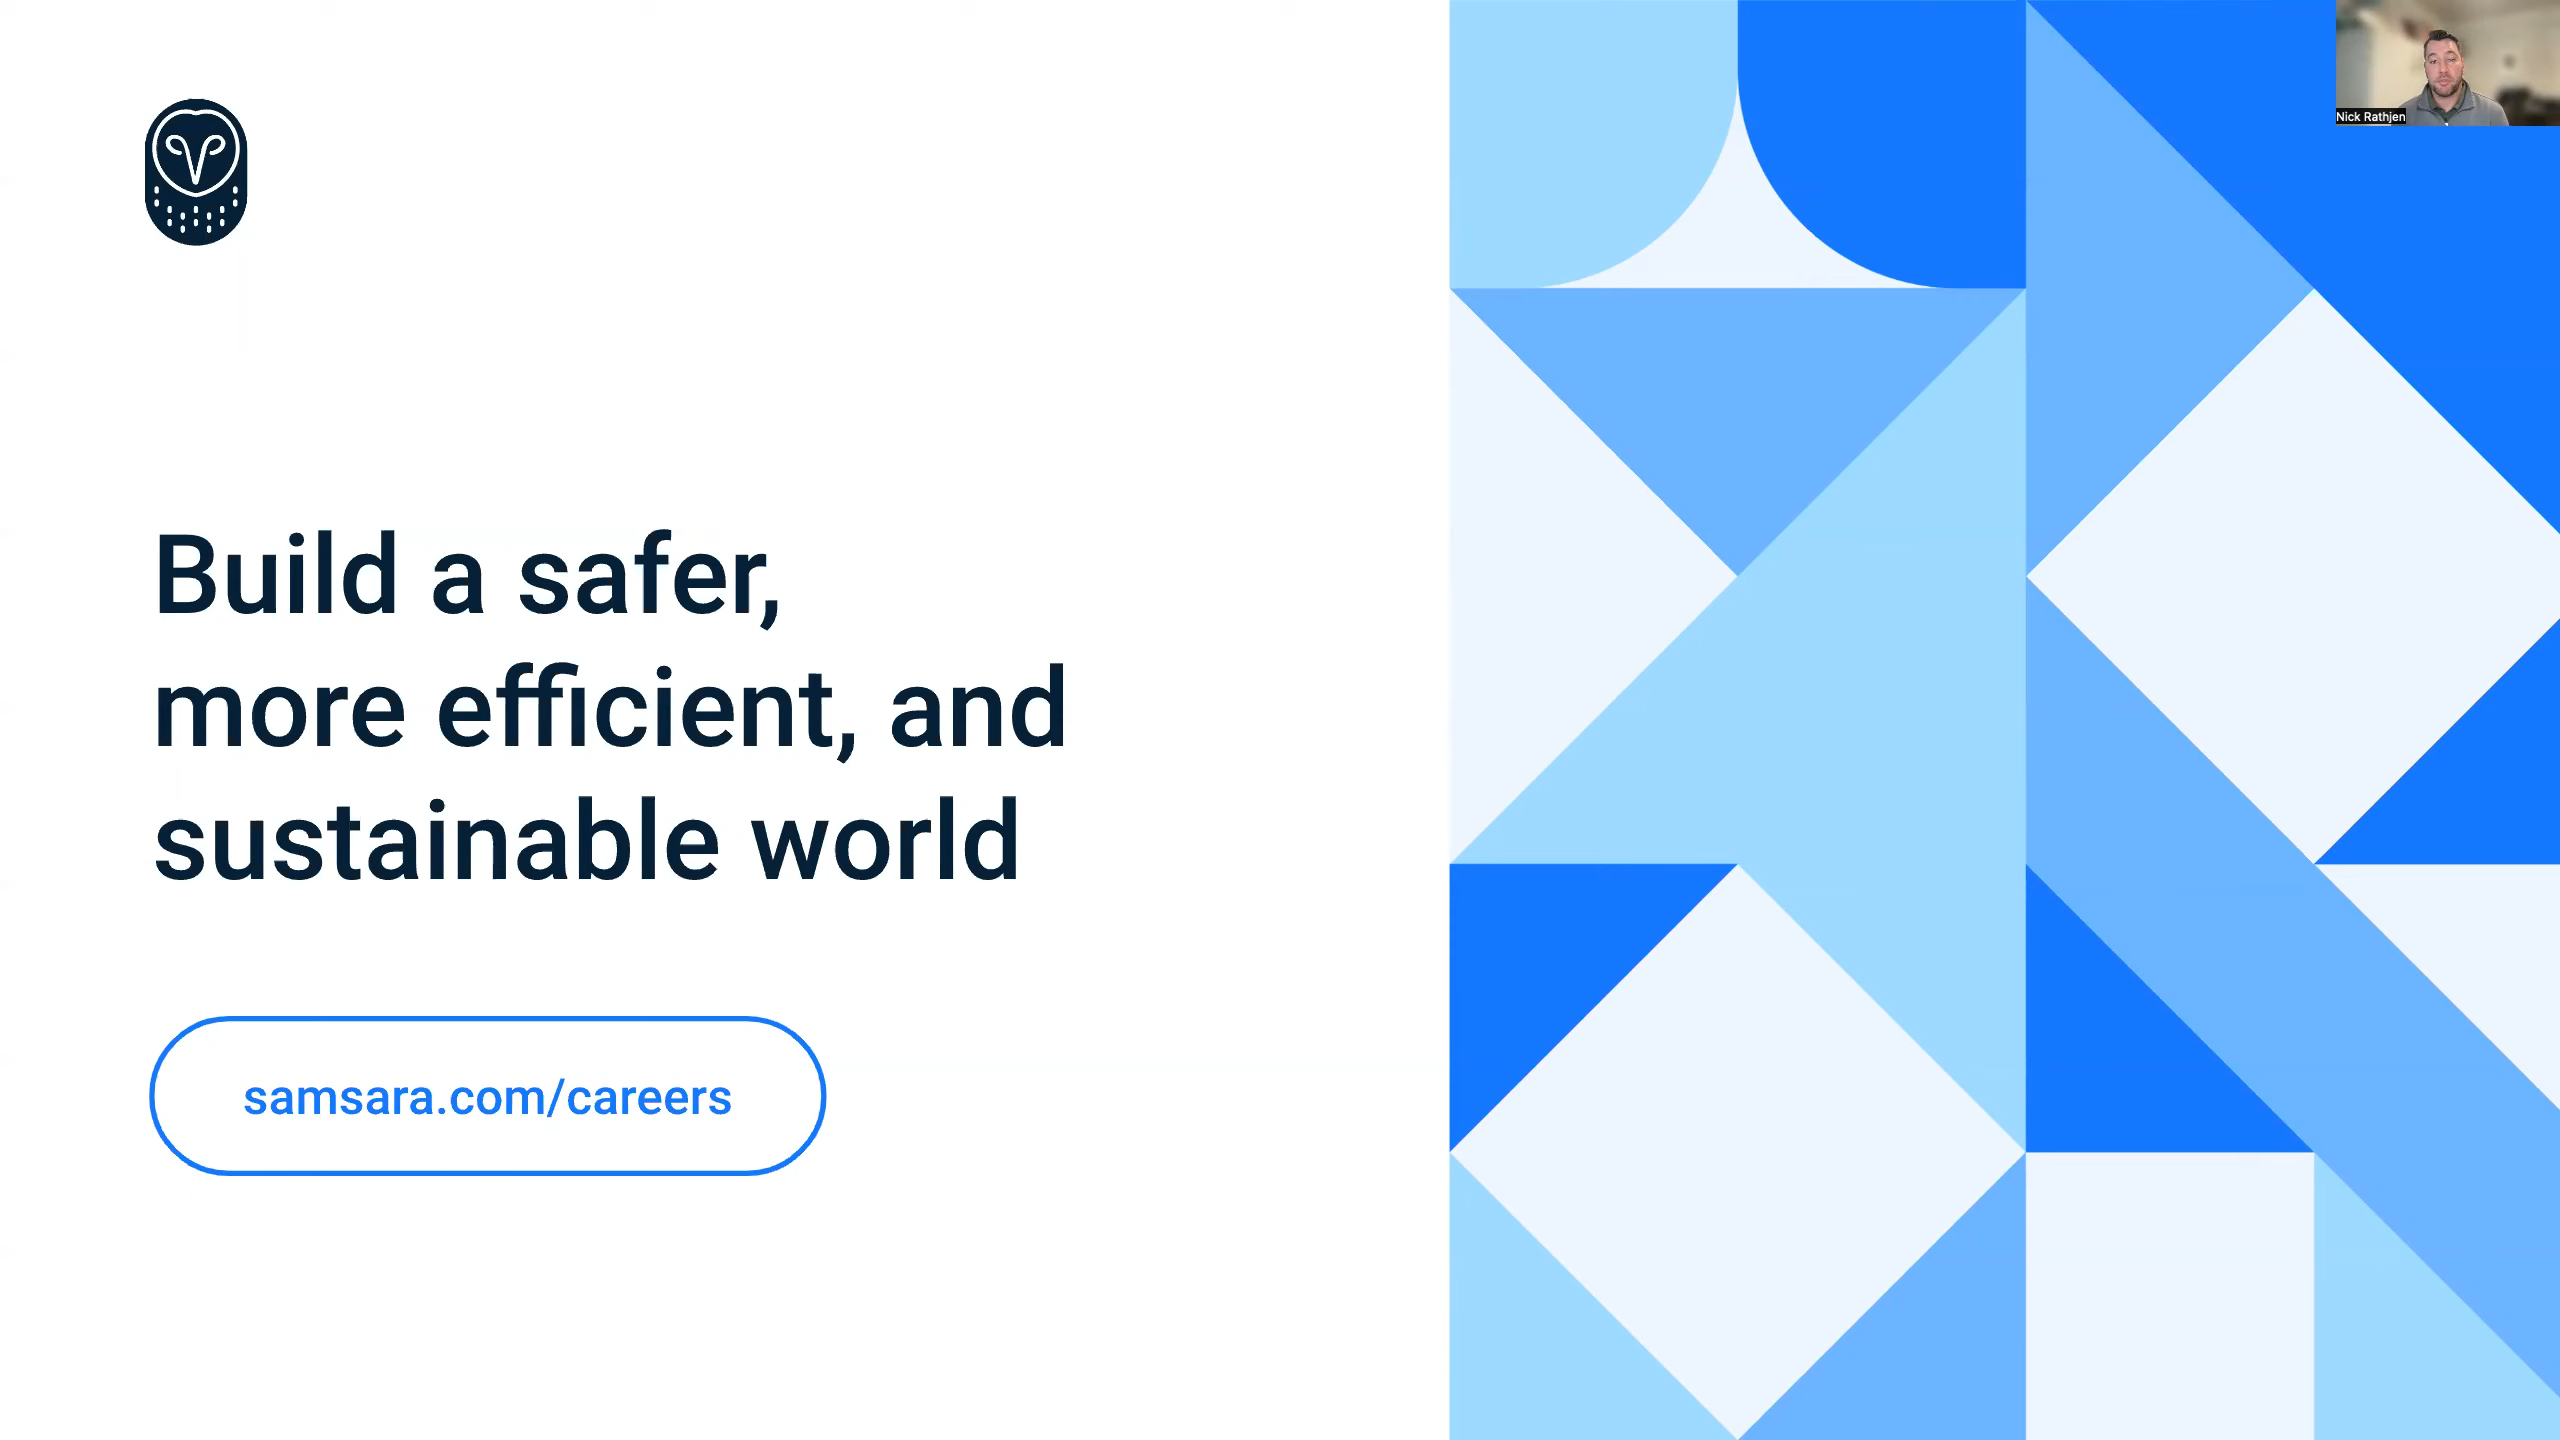 Nick Rathjen
Build a safer,
more efficient, and
sustainable world
samsara.com/careers